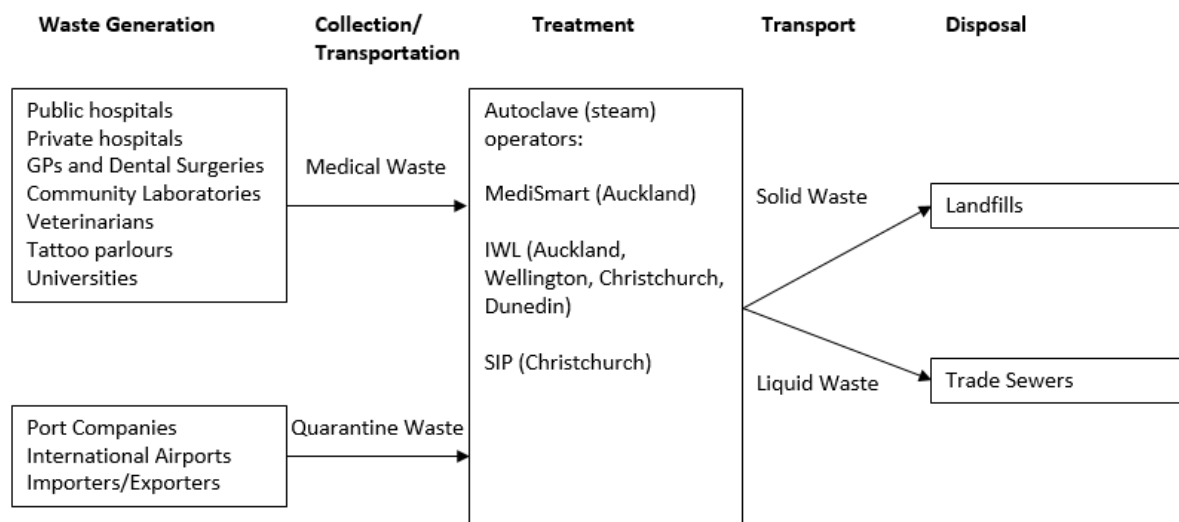 Waste Generation
Collection/
Transportation
Treatment
Transport
Disposal
Public hospitals
Private hospitals
GPs and Dental Surgeries
Community Laboratories
Veterinarians
Tattoo parlours
Universities
Medical Waste
Autoclave (steam)
operators:
MediSmart (Auckland)
IWL (Auckland,
Wellington, Christchurch,
Dunedin)
SIP (Christchurch)
Solid Waste
Landfills
Liquid Waste
Trade Sewers
Port Companies
International Airports
Importers/Exporters
Quarantine Waste